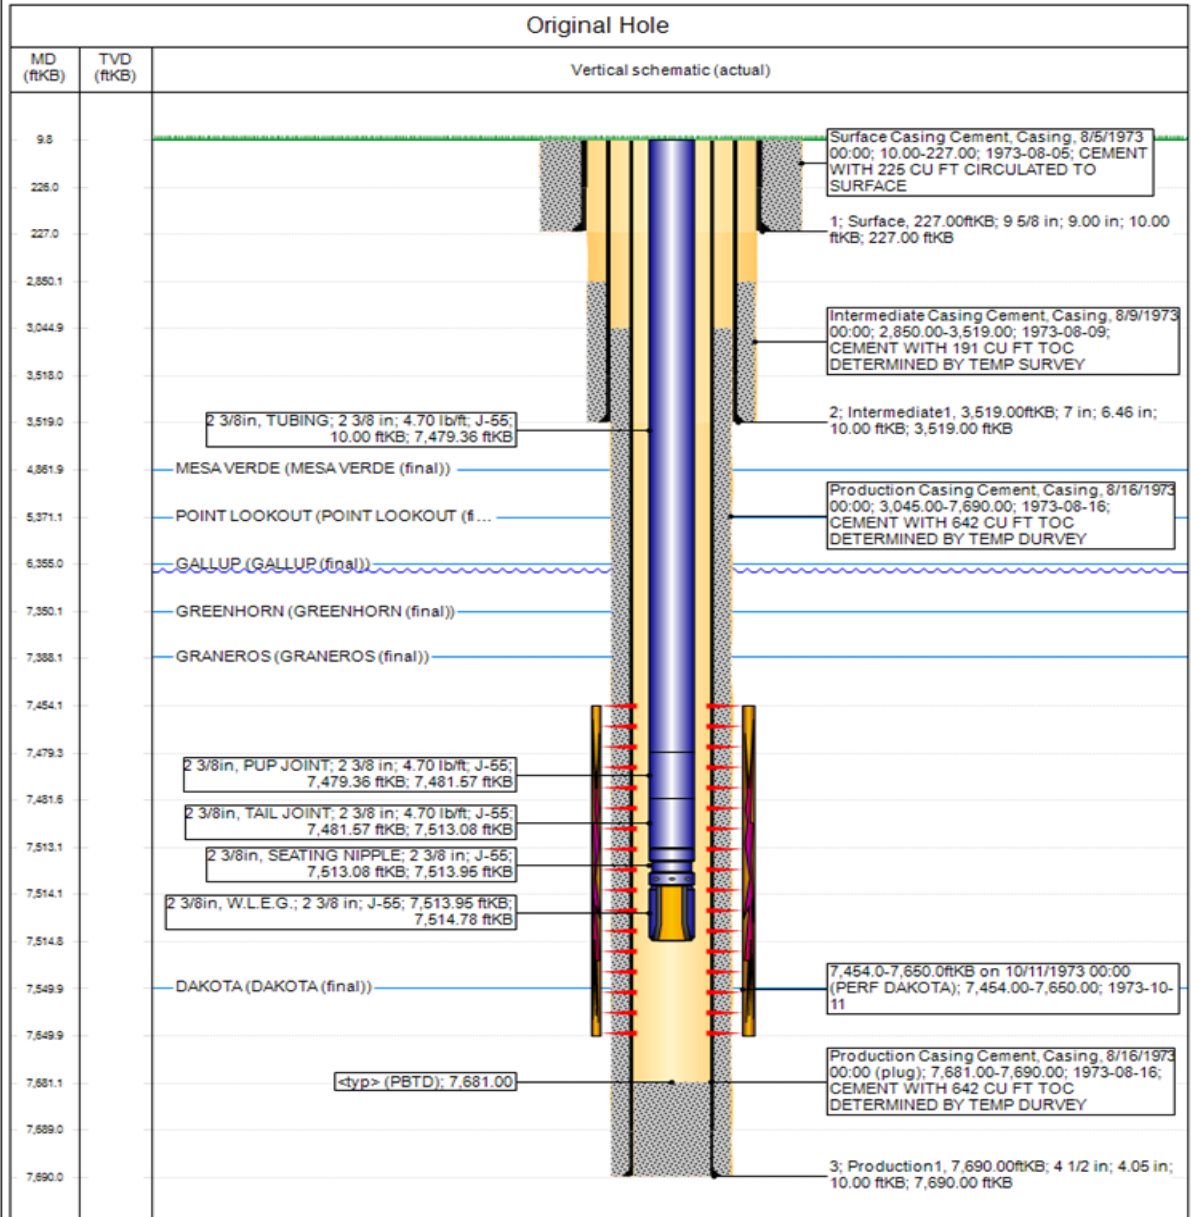 Original Hole
MD
(ftKB)
TVD
(ftKB)
Vertical schematic (actual)
9.8
226.0
227.0
2,850.1
3,044.9
3,518.0
3,519.0
4,861.9
5,371.1
6,355.0
7,350.1
7,388.1
7,454.1
7,479.3
7,481.6
7,513.1
7,514.1
7,514.8
7,549.9
7,649.9
7,681.1
7,689.0
7,690.0
2 3/8in, TUBING; 2 3/8 in; 4.70 lb/ft; J-55;
10.00 ftKB; 7,479.36 ftKB
MESA VERDE (MESA VERDE (final))
POINT LOOKOUT (POINT LOOKOUT (fi...
GALLUP (GALLUP (final))
GREENHORN (GREENHORN (final))
GRANEROS (GRANEROS (final))
2 3/8in, PUP JOINT; 2 3/8 in; 4.70 lb/ft; J-55;
7,479.36 ftKB; 7,481.57 ftKB
2 3/8in, TAIL JOINT; 2 3/8 in; 4.70 lb/ft; J-55;
7,481.57 ftKB; 7,513.08 ftKB
2 3/8in, SEATING NIPPLE; 2 3/8 in; J-55;
7,513.08 ftKB; 7,513.95 ftKB
2 3/8in, W.L.E.G.; 2 3/8 in; J-55; 7,513.95 ftKB;
7,514.78 ftKB
DAKOTA (DAKOTA (final))
<typ> (PBTD); 7,681.00
Surface Casing Cement, Casing, 8/5/1973
00:00; 10.00-227.00; 1973-08-05; CEMENT
WITH 225 CU FT CIRCULATED TO
SURFACE
1; Surface, 227.00ftKB; 9 5/8 in; 9.00 in; 10.00
ftKB; 227.00 ftKB
Intermediate Casing Cement, Casing, 8/9/1973
00:00; 2,850.00-3,519.00; 1973-08-09;
CEMENT WITH 191 CU FT TOC
DETERMINED BY TEMP SURVEY
2; Intermediate1, 3,519.00ftKB; 7 in; 6.46 in;
10.00 ftKB; 3,519.00 ftKB
Production Casing Cement, Casing, 8/16/1973
00:00; 3,045.00-7,690.00; 1973-08-16;
CEMENT WITH 642 CU FT TOC
DETERMINED BY TEMP DURVEY
7,454.0-7,650.0ftKB on 10/11/1973 00:00
(PERF DAKOTA); 7,454.00-7,650.00; 1973-10-
11
Production Casing Cement, Casing, 8/16/1973
00:00 (plug); 7,681.00-7,690.00; 1973-08-16;
CEMENT WITH 642 CU FT TOC
DETERMINED BY TEMP DURVEY
3; Production1, 7,690.00ftKB; 4 1/2 in; 4.05 in;
10.00 ftKB; 7,690.00 ftKB